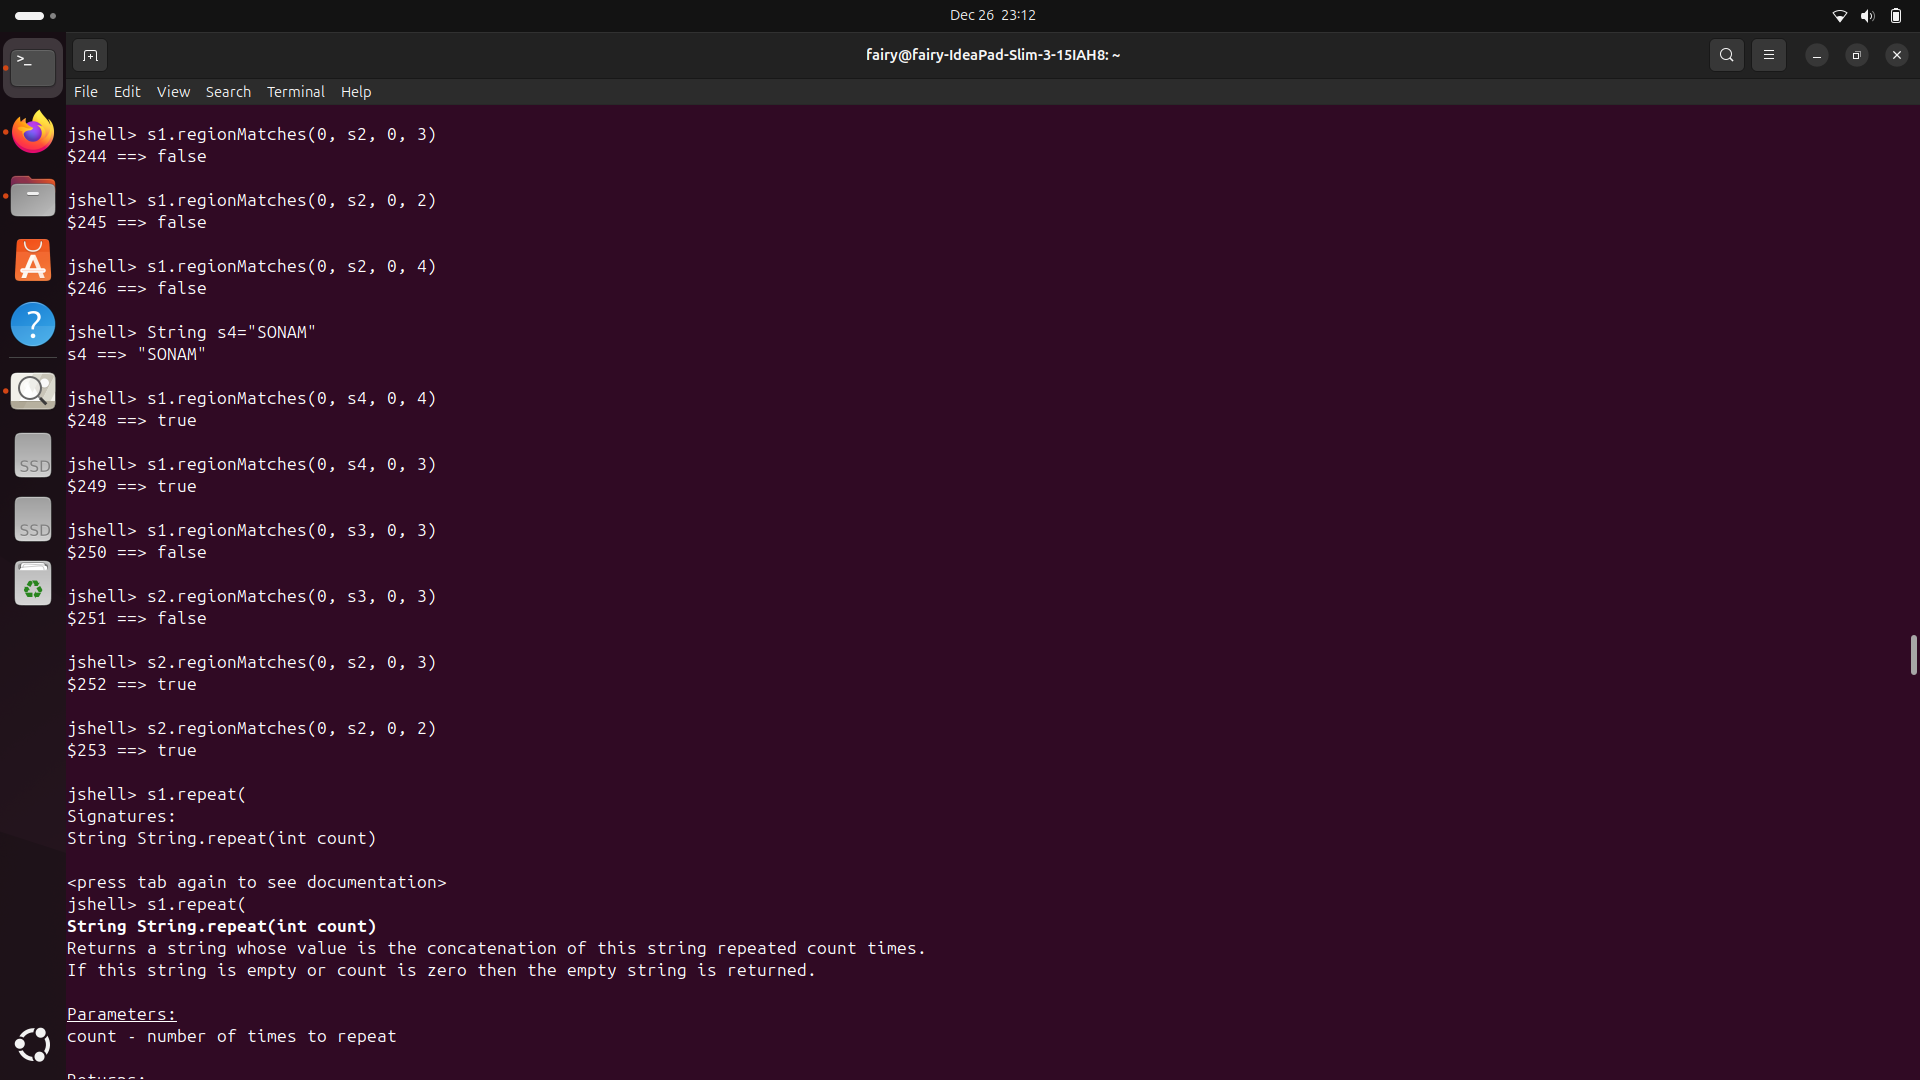 Dec 26 23:12
fairy@fairy-IdeaPad-Slim-3-15IAH8: ~
File Edit View Search Terminal Help
jshell> s1.regionMatches(0, s2, 0, 3)
$244 ==> false
jshell> s1.regionMatches(0, s2, 0, 2)
$245 ==> false
jshell> s1.regionMatches(0, s2, 0, 4)
$246 ==> false
jshell> String s4="SONAM"
s4 ==> "SONAM"
jshell> s1.regionMatches(0, s4, 0, 4)
$248 ==> true
jshell> s1.regionMatches(0, s4, 0, 3)
$249 ==> true
jshell> s1.regionMatches(0, s3, 0, 3)
$250 ==> false
jshell> s2.regionMatches(0, s3, 0, 3)
$251 ==> false
jshell> s2.regionMatches(0, s2, 0, 3)
$252 ==> true
jshell> s2.regionMatches(0, s2, 0, 2)
$253 ==> true
jshell> s1.repeat(
Signatures:
String String.repeat(int count)
<press tab again to see documentation>
jshell> s1.repeat(
String String.repeat(int count)
Returns a string whose value is the concatenation of this string repeated count times.
If this string is empty or count is zero then the empty string is returned.
Parameters:
count - number of times to repeat
Returns:
SSD
SSD